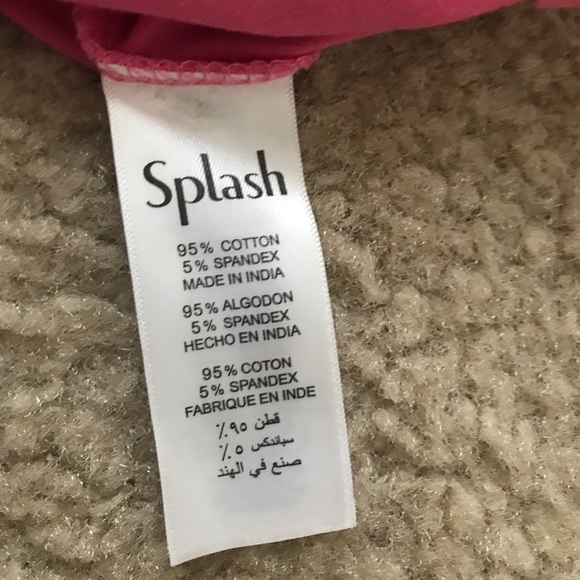 Splash
95% COTTON
5% SPANDEX
MADE IN INDIA
95% ALGODON
5% SPANDEX
HECHO EN INDIA
95% COTON
5% SPANDEX
FABRIQUE EN INDE
قطن ٩٥٪
سباندكس ٥٪
صنع في الهند